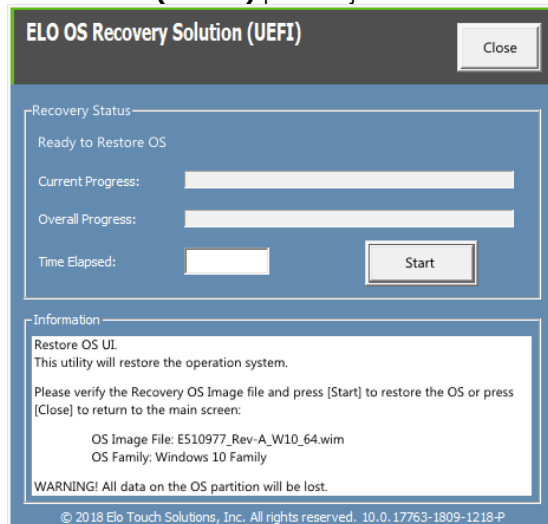 ELO OS Recovery Solution (UEFI)
Close
Recovery Status
Ready to Restore OS
Current Progress:
Overall Progress:
Time Elapsed:
Start
Information
Restore OS UI.
This utility will restore the operation system.
Please verify the Recovery OS Image file and press [Start] to restore the OS or press
[Close] to return to the main screen:
OS Image File: E510977_Rev-A_W10_64.wim
OS Family: Windows 10 Family
WARNING! All data on the OS partition will be lost.
© 2018 Elo Touch Solutions, Inc. All rights reserved. 10.0.17763-1809-1218-P